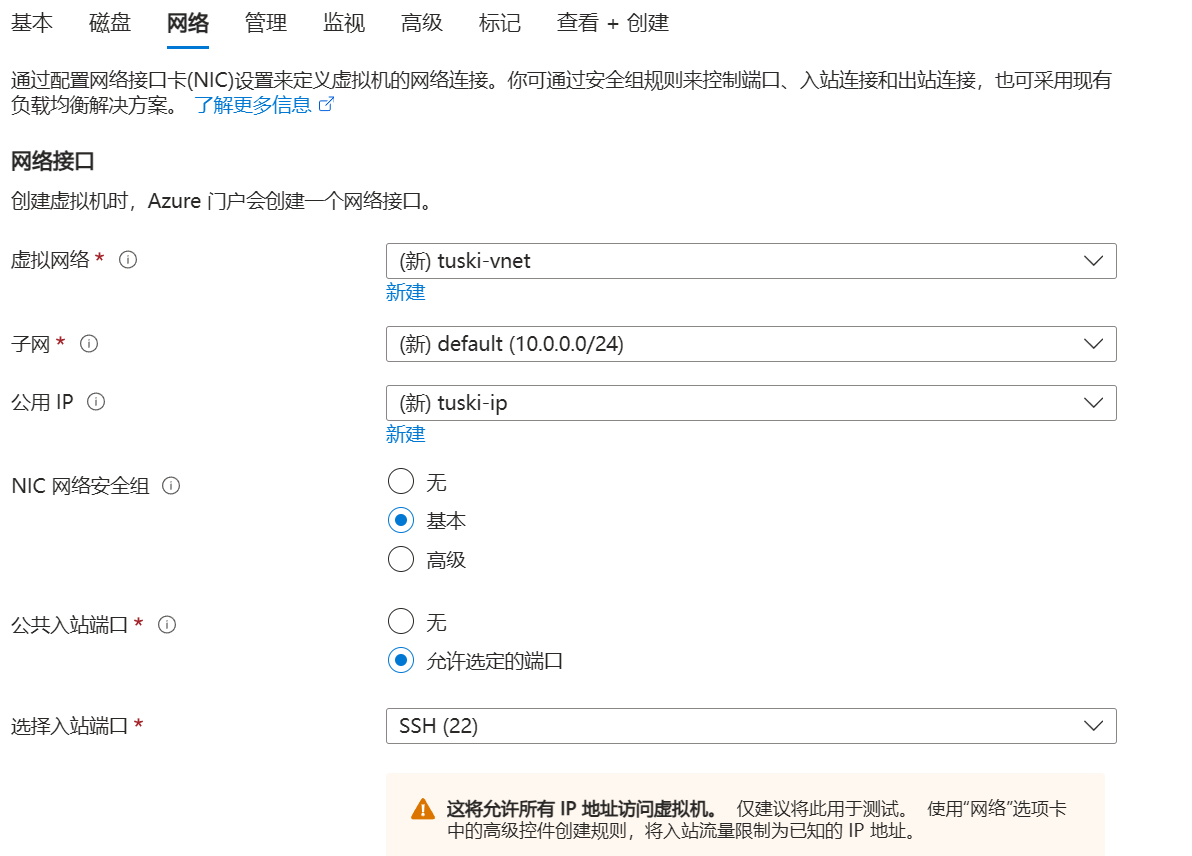 基本 磁盘 网络 管理 监视 高级 标记 查看 + 创建
通过配置网络接口卡(NIC)设置来定义虚拟机的网络连接。你可通过安全组规则来控制端口、入站连接和出站连接，也可采用现有
负载均衡解决方案。 了解更多信息
网络接口
创建虚拟机时，Azure 门户会创建一个网络接口。
虚拟网络 *
(新) tuski-vnet
新建
子网 *
(新) default (10.0.0.0/24)
公用 IP
(新) tuski-ip
新建
NIC 网络安全组
无
基本
高级
公共入站端口 *
无
允许选定的端口
选择入站端口 *
SSH (22)
这将允许所有 IP 地址访问虚拟机。 仅建议将此用于测试。 使用“网络”选项卡
中的高级控件创建规则，将入站流量限制为已知的 IP 地址。